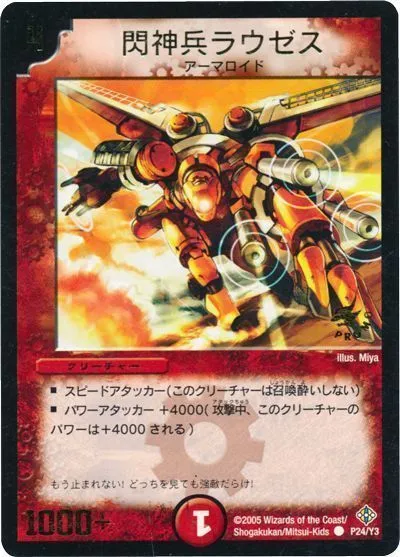 閃神兵ラウゼス
アーマロイド
PROMO
illus. Miya
クリーチャー
■ スピードアタッカー(このクリーチャーは召喚酔いしない)
■ パワーアタッカー +4000(攻撃中、このクリーチャーの
パワーは+4000 される)
もう止まれない! どっちを見ても強敵だらけ!
1000+
1
©2005 Wizards of the Coast/
Shogakukan/Mitsui-Kids ● P24/Y3